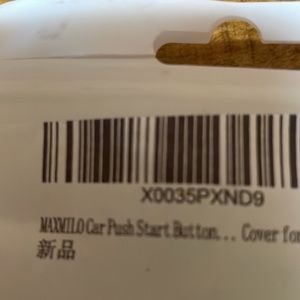 X0035PXND9
MAXMILO Car Push Start Button... Cover for
新品